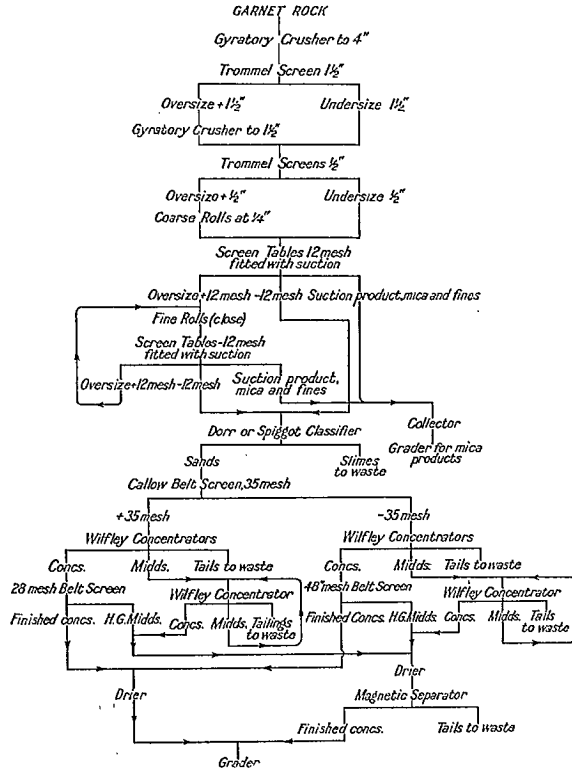 GARNET ROCK
Gyratory Crusher to 4"
Trommel Screen 1½"
Oversize + 1½" Undersize 1½"
Gyratory Crusher to 1½"
Trommel Screens ½"
Oversize + ½" Undersize ½"
Coarse Rolls at ¼"
Screen Tables 12 mesh
fitted with suction
Oversize +12 mesh -12 mesh Suction product, mica and fines
Fine Rolls (close)
Screen Tables -12 mesh
fitted with suction
Oversize +12 mesh -12 mesh
Suction product,
mica and fines
Collector
Grader for mica
products
Dorr or Spiggot Classifier
Sands
Slimes
to waste
Callow Belt Screen, 35 mesh
+35 mesh -35 mesh
Wilfley Concentrators Wilfley Concentrators
Concs. Midds. Tails to waste Concs. Midds. Tails to waste
28 mesh Belt Screen 48 mesh Belt Screen
Wilfley Concentrator Wilfley Concentrator
Finished concs. H.G. Midds. Concs. Midds. Tailings
to waste
Finished Concs. H.G. Midds. Concs. Midds. Tails
to waste
Drier Drier
Magnetic Separator
Finished concs. Tails to waste
Grader